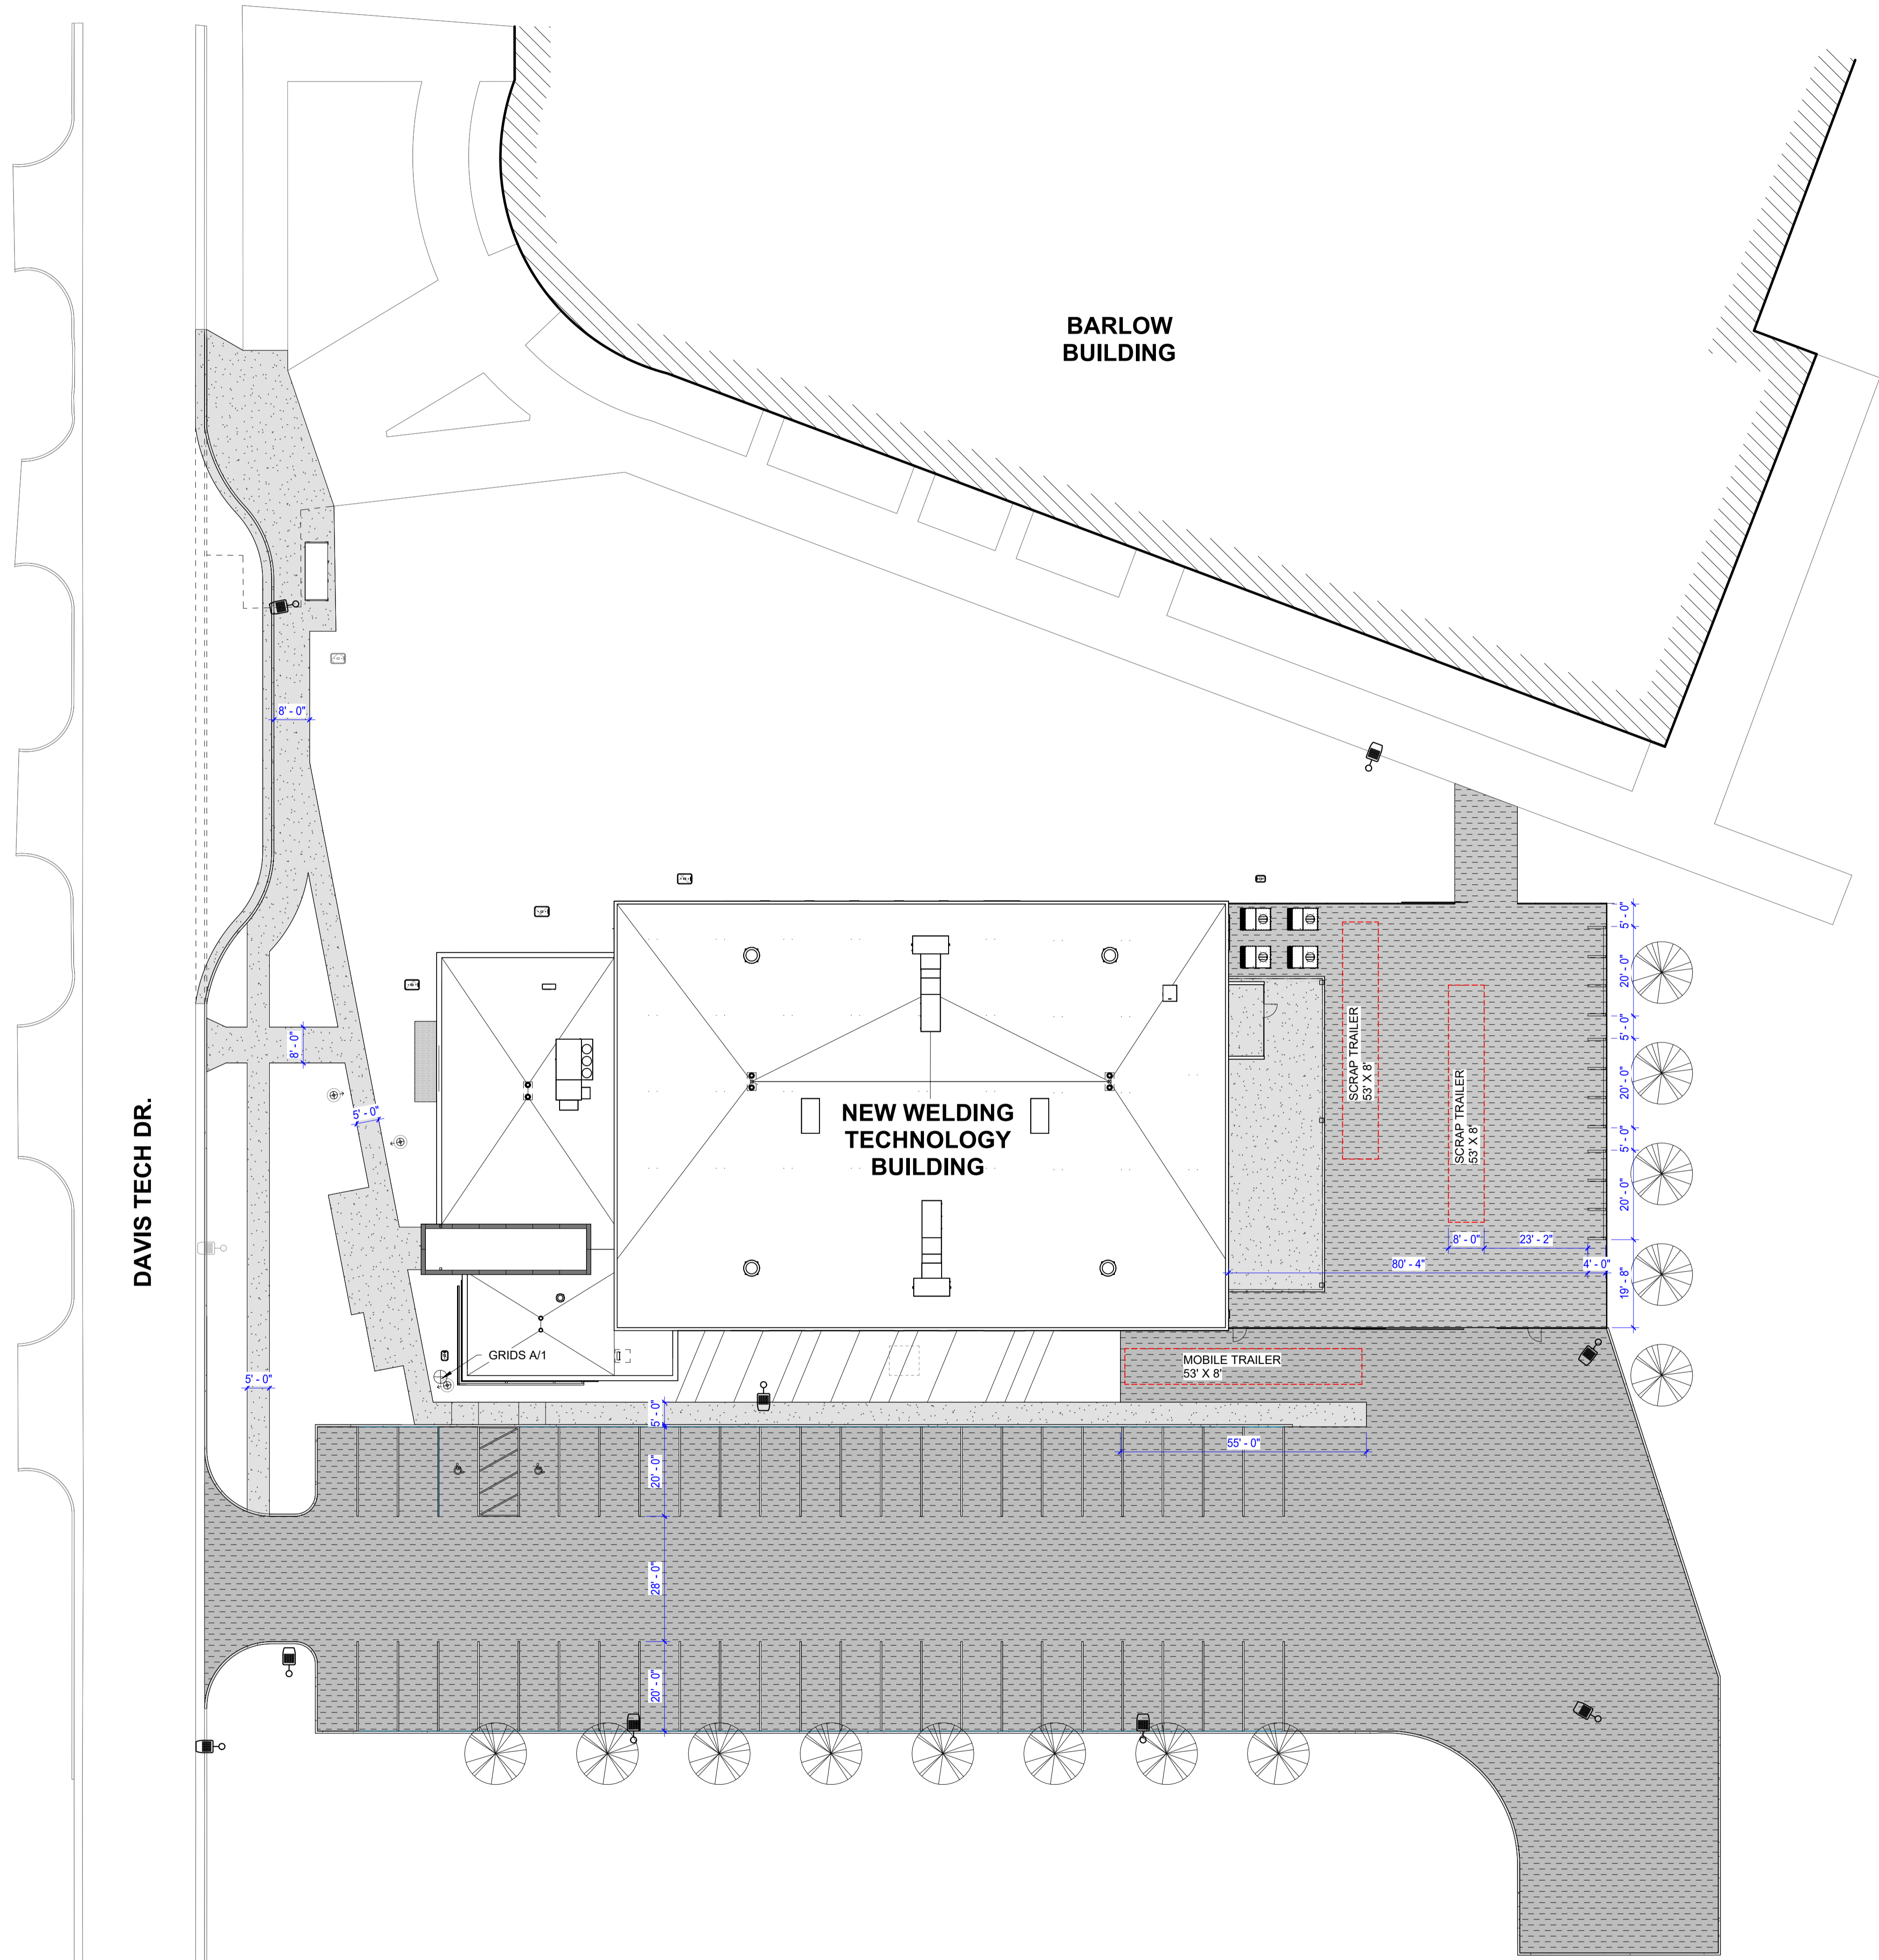 BARLOW
BUILDING
8' - 0"
5' - 0"
20' - 0"
5' - 0"
8' - 0"
20' - 0"
SCRAP TRAILER
53' X 8'
SCRAP TRAILER
53' X 8'
DAVIS TECH DR.
NEW WELDING
TECHNOLOGY
BUILDING
5' - 0"
5' - 0"
20' - 0"
8' - 0"
23' - 2"
80' - 4"
4' - 0"
19' - 8"
GRIDS A/1
MOBILE TRAILER
53' X 8'
5' - 0"
5' - 0"
55' - 0"
20' - 0"
28' - 0"
20' - 0"